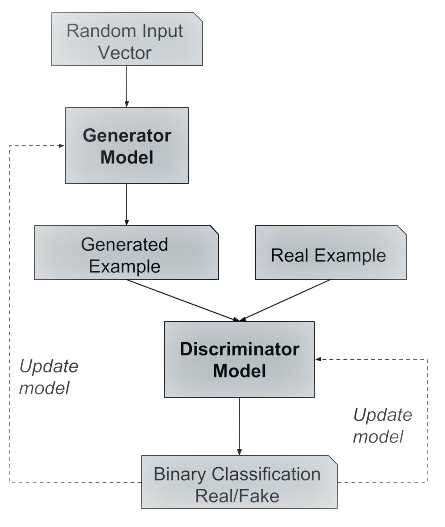 Random Input
Vector
Generator
Model
Generated
Example
Real Example
Discriminator
Model
Update
model
Update
model
Binary Classification
Real/Fake